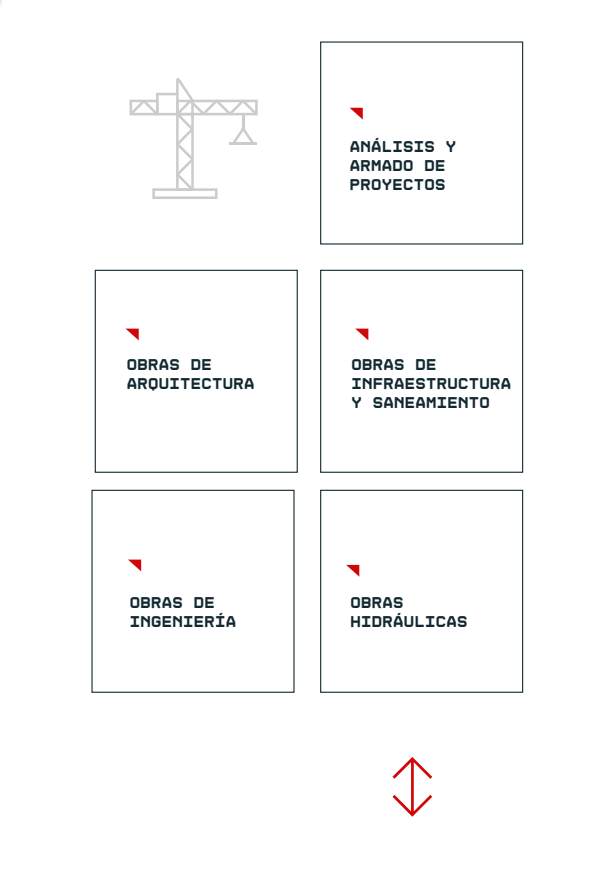 ANÁLISIS Y
ARMADO DE
PROYECTOS
OBRAS DE
ARQUITECTURA
OBRAS DE
INFRAESTRUCTURA
Y SANEAMIENTO
OBRAS DE
INGENIERÍA
OBRAS
HIDRÁULICAS